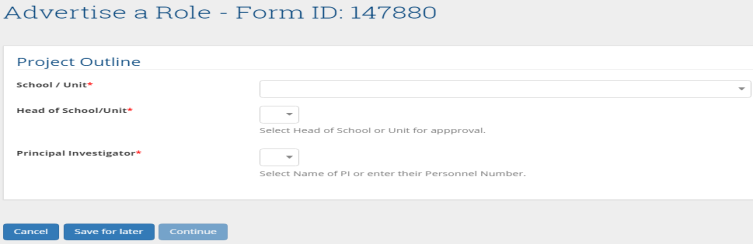 Advertise a Role - Form ID: 147880
Project Outline
School / Unit*
Head of School/Unit*
Select Head of School or Unit for appproval.
Principal Investigator*
Select Name of PI or enter their Personnel Number.
Cancel Save for later Continue